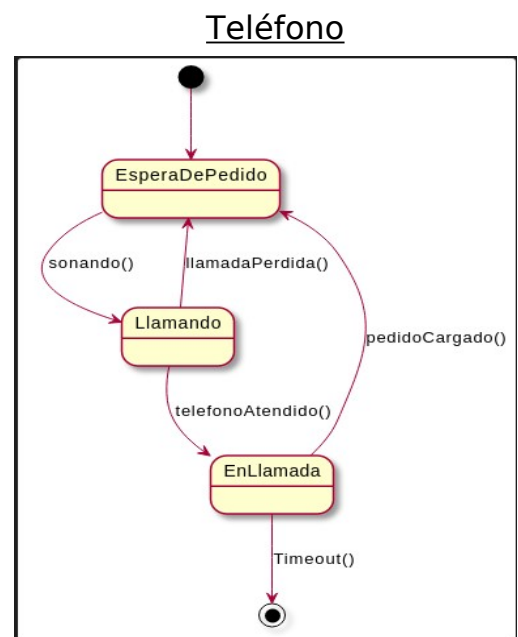 Teléfono
EsperaDePedido
sonando()
llamadaPerdida()
Llamando
pedidoCargado()
telefonoAtendido()
EnLlamada
Timeout()